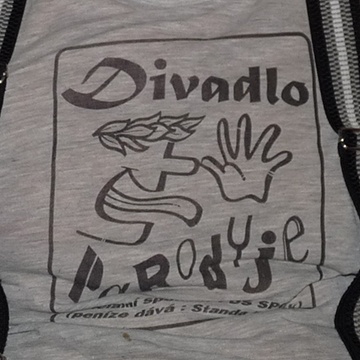 Divadlo
Parodyje
(peníze dává : Standa